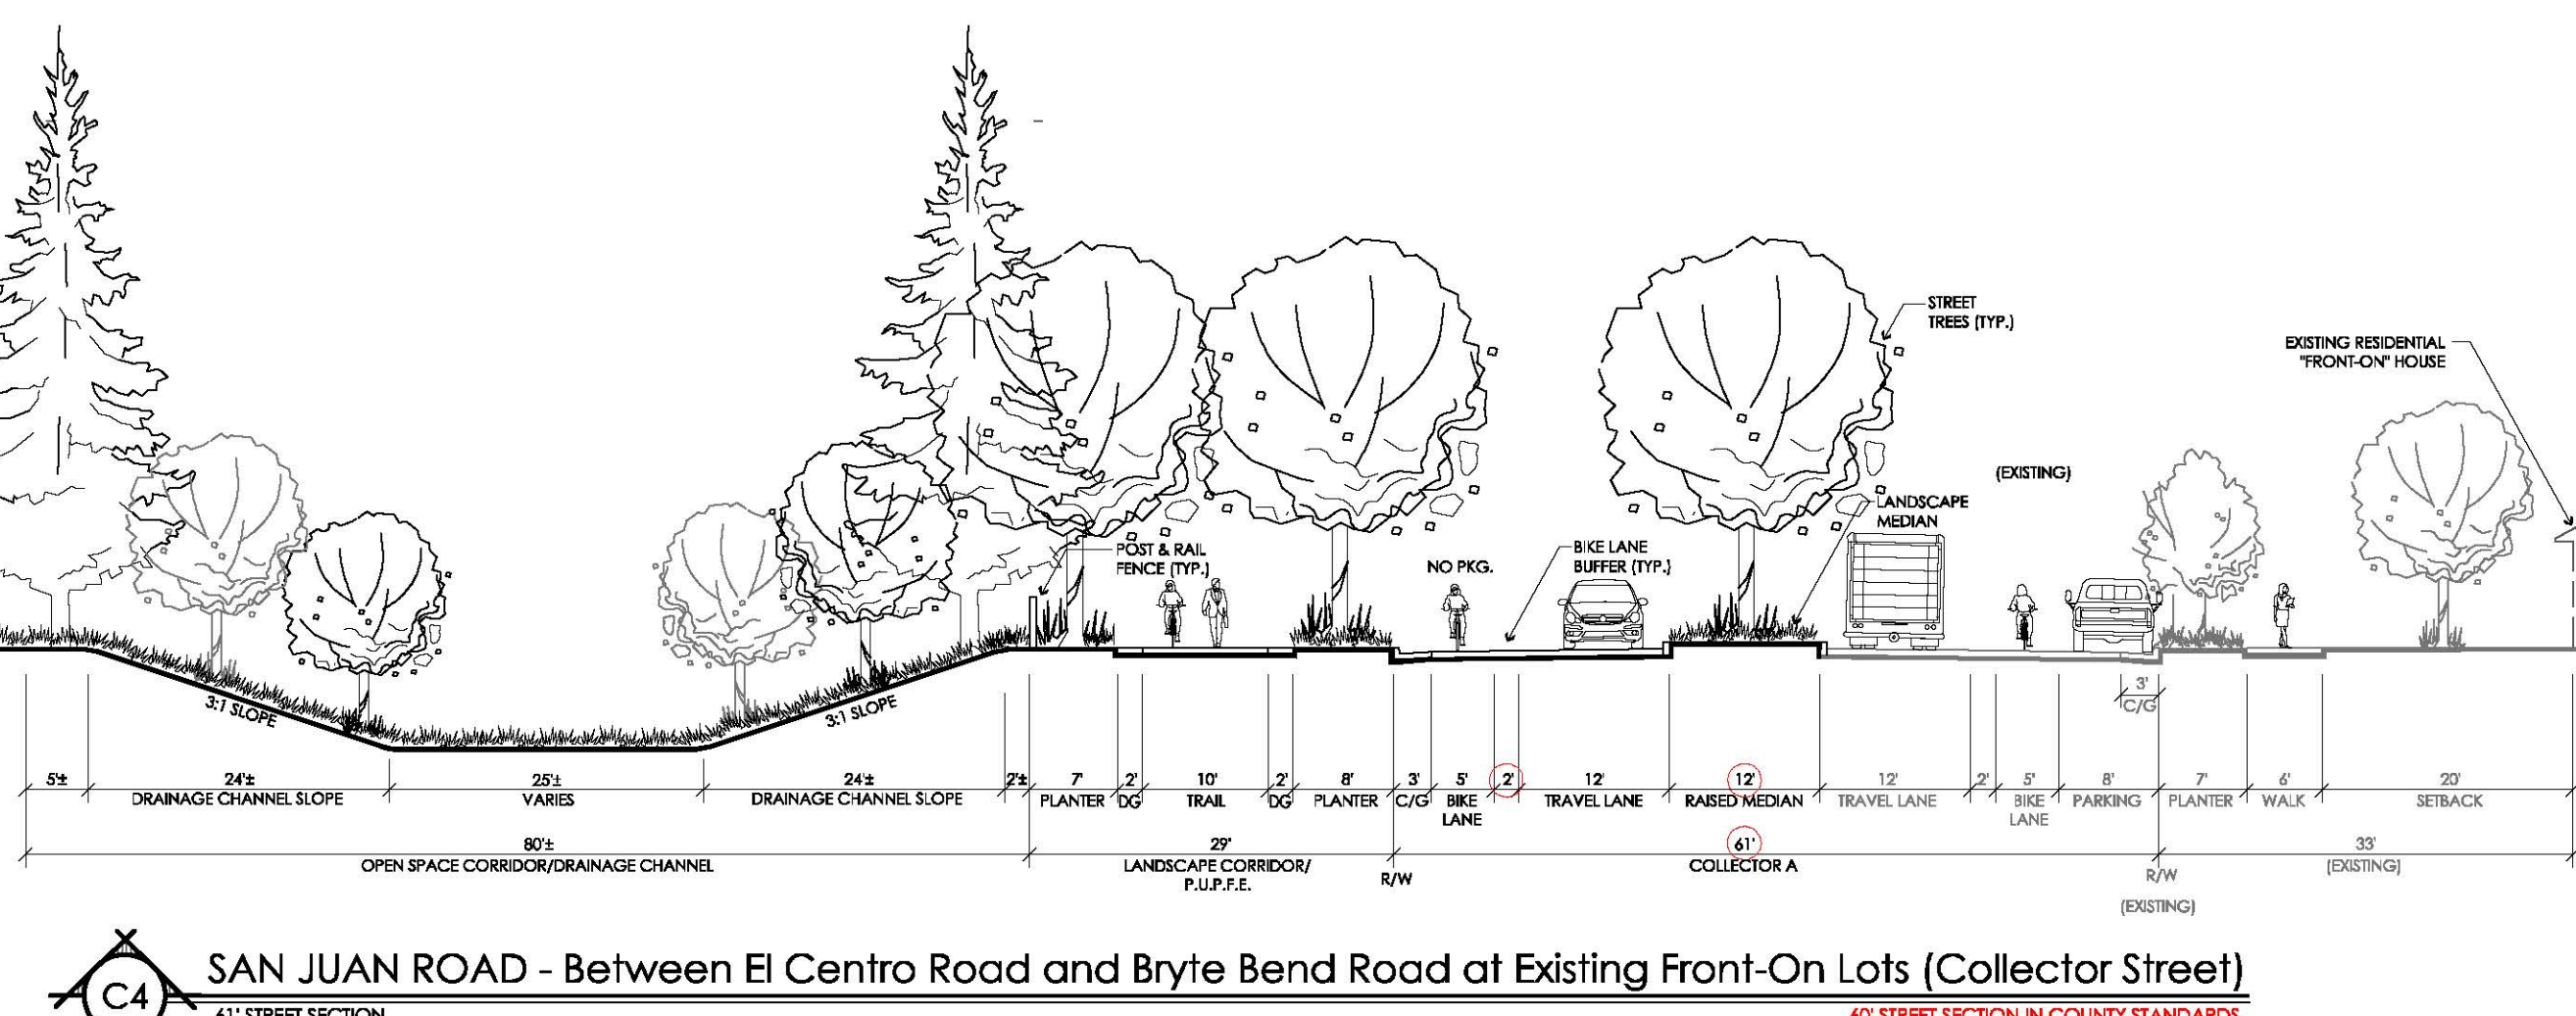 STREET
TREES (TYP.)
EXISTING RESIDENTIAL
"FRONT-ON" HOUSE
(EXISTING)
LANDSCAPE
MEDIAN
POST & RAIL
FENCE (TYP.)
NO PKG.
BIKE LANE
BUFFER (TYP.)
3:1 SLOPE
3:1 SLOPE
3'
C/G
5'± 24'± 25'± 24'± 2'± 7' 2' 10' 2' 8' 3' 5' 2' 12' 12' 12' 2' 5' 8' 7' 6' 20'
DRAINAGE CHANNEL SLOPE VARIES DRAINAGE CHANNEL SLOPE PLANTER DG TRAIL DG PLANTER C/G BIKE TRAVEL LANE RAISED MEDIAN TRAVEL LANE BIKE PARKING PLANTER WALK SETBACK
LANE LANE
80'± 29' 61' 33'
OPEN SPACE CORRIDOR/DRAINAGE CHANNEL LANDSCAPE CORRIDOR/ COLLECTOR A (EXISTING)
P.U.P.F.E. R/W R/W
(EXISTING)
C4
SAN JUAN ROAD - Between El Centro Road and Bryte Bend Road at Existing Front-On Lots (Collector Street)
61' STREET SECTION 60' STREET SECTION IN COUNTY STANDARDS